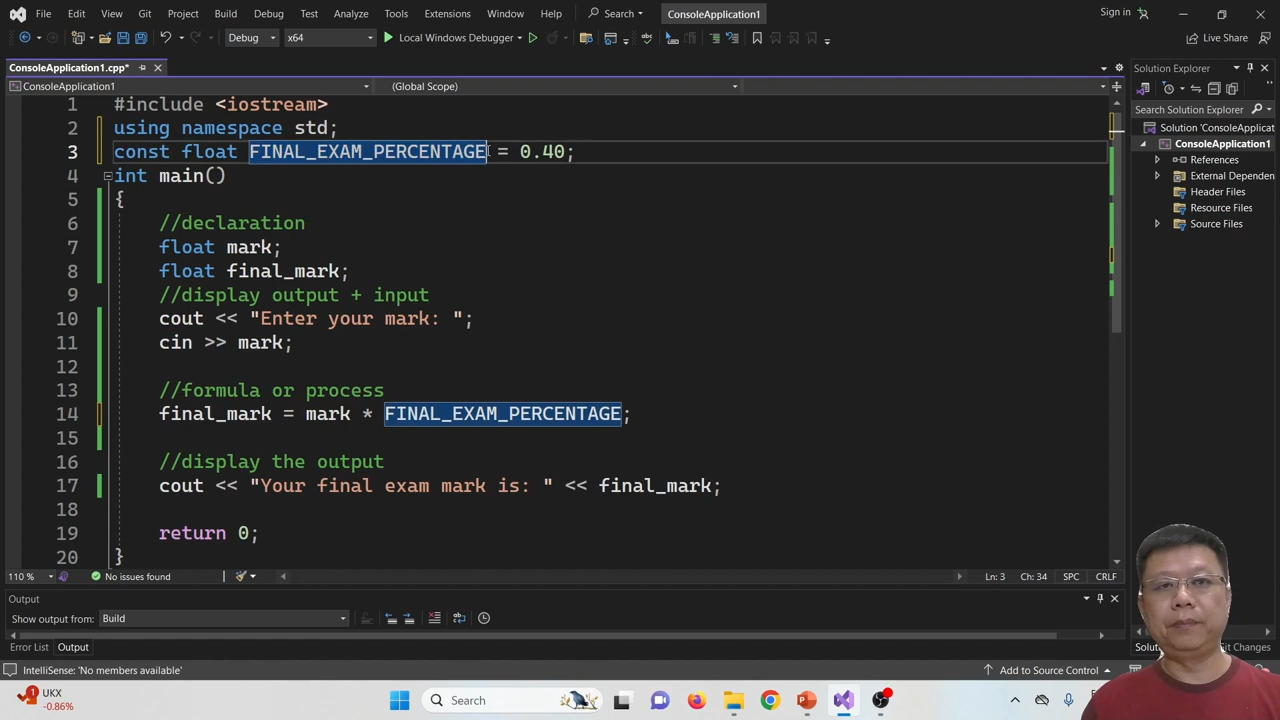 File Edit View Git Project Build Debug Test Analyze Tools Extensions Window Help Search ConsoleApplication1 Sign in
Debug x64 Local Windows Debugger Live Share
ConsoleApplication1.cpp*
ConsoleApplication1 (Global Scope)
1 #include <iostream>
2 using namespace std;
3 const float FINAL_EXAM_PERCENTAGE = 0.40;
4 int main()
5 {
6 //declaration
7 float mark;
8 float final_mark;
9 //display output + input
10 cout << "Enter your mark: ";
11 cin >> mark;
12
13 //formula or process
14 final_mark = mark * FINAL_EXAM_PERCENTAGE;
15
16 //display the output
17 cout << "Your final exam mark is: " << final_mark;
18
19 return 0;
20 }
110 % No issues found Ln: 3 Ch: 34 SPC CRLF
Output
Show output from: Build
Error List Output
IntelliSense: 'No members available' Add to Source Control
Solution Explorer
Search Solution Explorer
Solution 'ConsoleApplicat
ConsoleApplication1
References
External Dependen
Header Files
Resource Files
Source Files
Solut Git Changes
1 UKX
-0.86%
Search